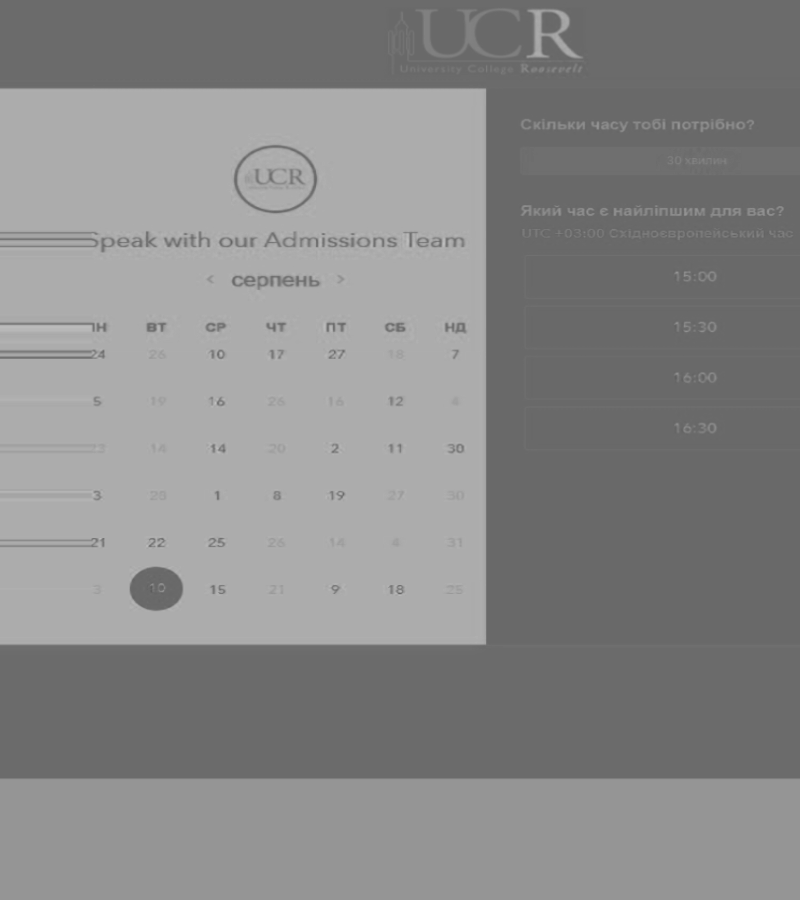 UCR
University College Roosevelt
UCR
Speak with our Admissions Team
< серпень >
ПН ВТ СР ЧТ ПТ СБ НД
24 26 10 17 27 18 7
5 19 16 26 16 12 4
23 14 14 20 2 11 30
3 23 1 8 19 27 30
21 22 25 26 14 4 31
3 10 15 21 9 18 25
Скільки часу тобі потрібно?
30 хвилин
Який час є найліпшим для вас?
UTC +03:00 Східноєвропейський час
15:00
15:30
16:00
16:30